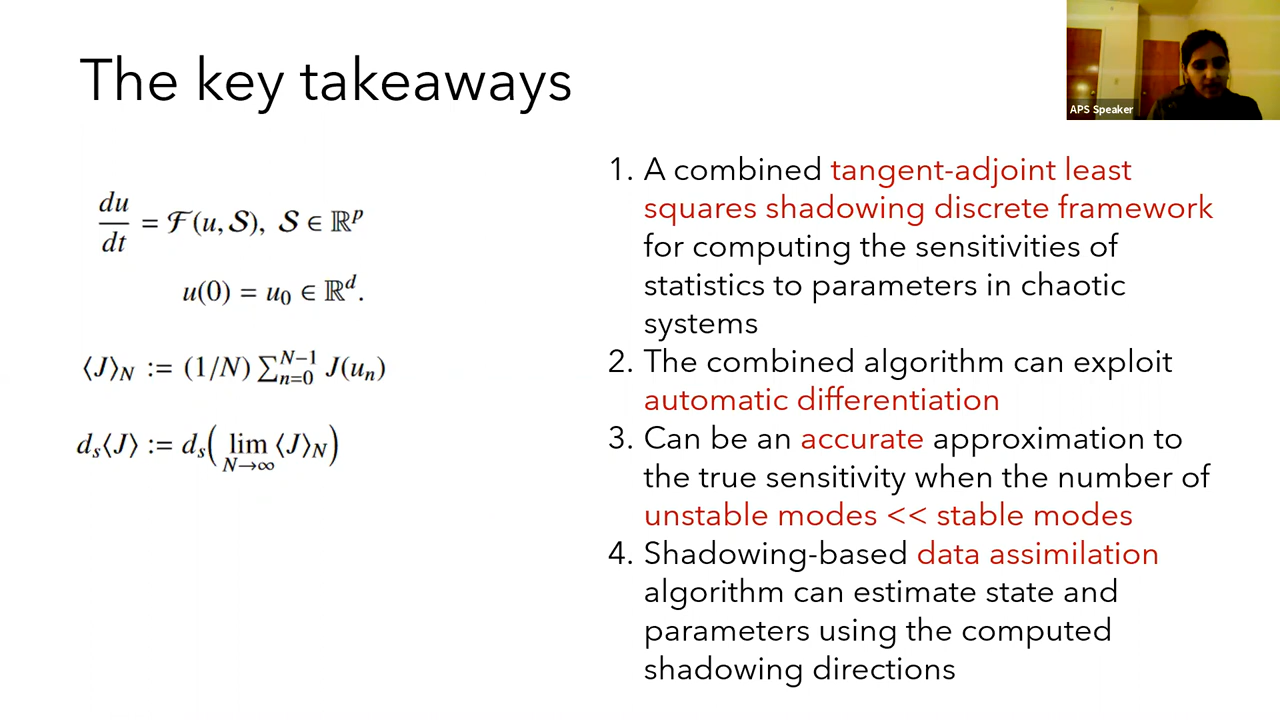 The key takeaways
APS Speaker
du/dt = ℱ(u, 𝒮), 𝒮 ∈ ℝᵖ
u(0) = u₀ ∈ ℝᵈ.
⟨J⟩_N := (1/N) ∑_{n=0}^{N−1} J(uₙ)
d_s⟨J⟩ := d_s( lim_{N→∞} ⟨J⟩_N )
1. A combined tangent-adjoint least
squares shadowing discrete framework
for computing the sensitivities of
statistics to parameters in chaotic
systems
2. The combined algorithm can exploit
automatic differentiation
3. Can be an accurate approximation to
the true sensitivity when the number of
unstable modes << stable modes
4. Shadowing-based data assimilation
algorithm can estimate state and
parameters using the computed
shadowing directions